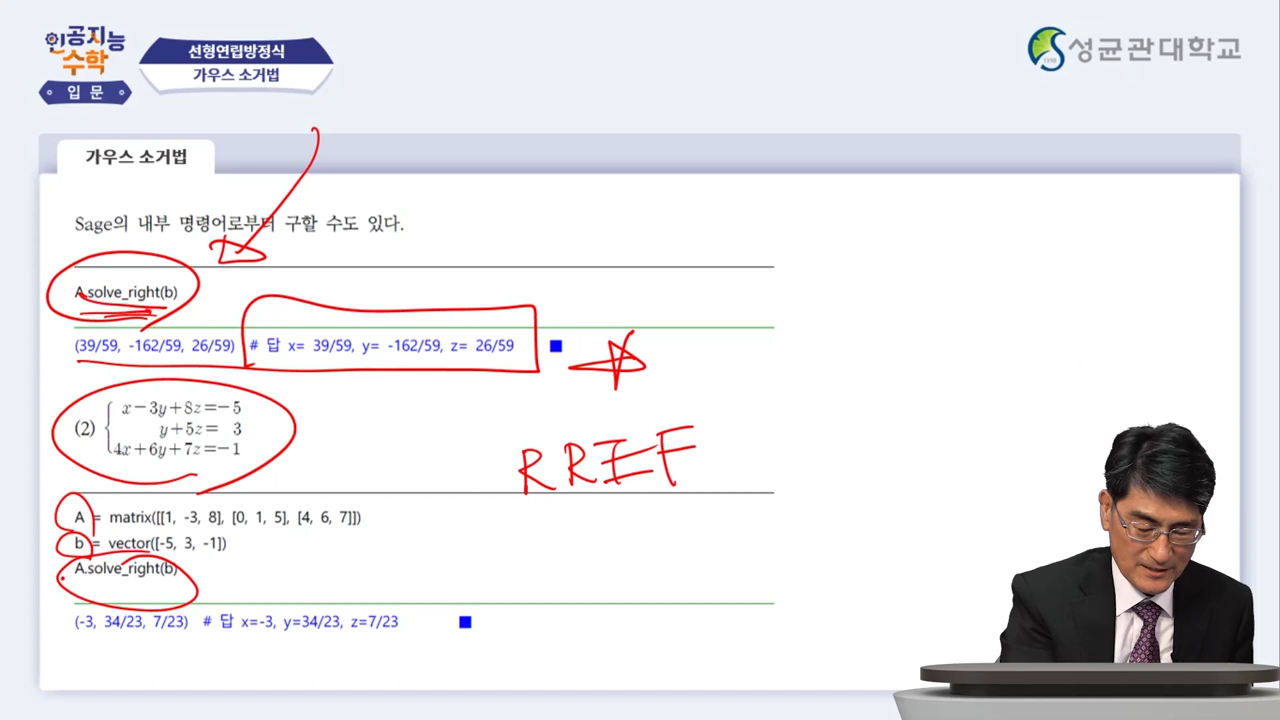 인공지능
수학
입 문
선형연립방정식
가우스 소거법
성균관대학교
가우스 소거법
Sage의 내부 명령어로부터 구할 수도 있다.
A.solve_right(b)
(39/59, -162/59, 26/59) # 답 x= 39/59, y= -162/59, z= 26/59 ■
(2) { x-3y+8z=-5
y+5z= 3
4x+6y+7z=-1
RREF
A = matrix([[1, -3, 8], [0, 1, 5], [4, 6, 7]])
b = vector([-5, 3, -1])
A.solve_right(b)
(-3, 34/23, 7/23) # 답 x=-3, y=34/23, z=7/23 ■